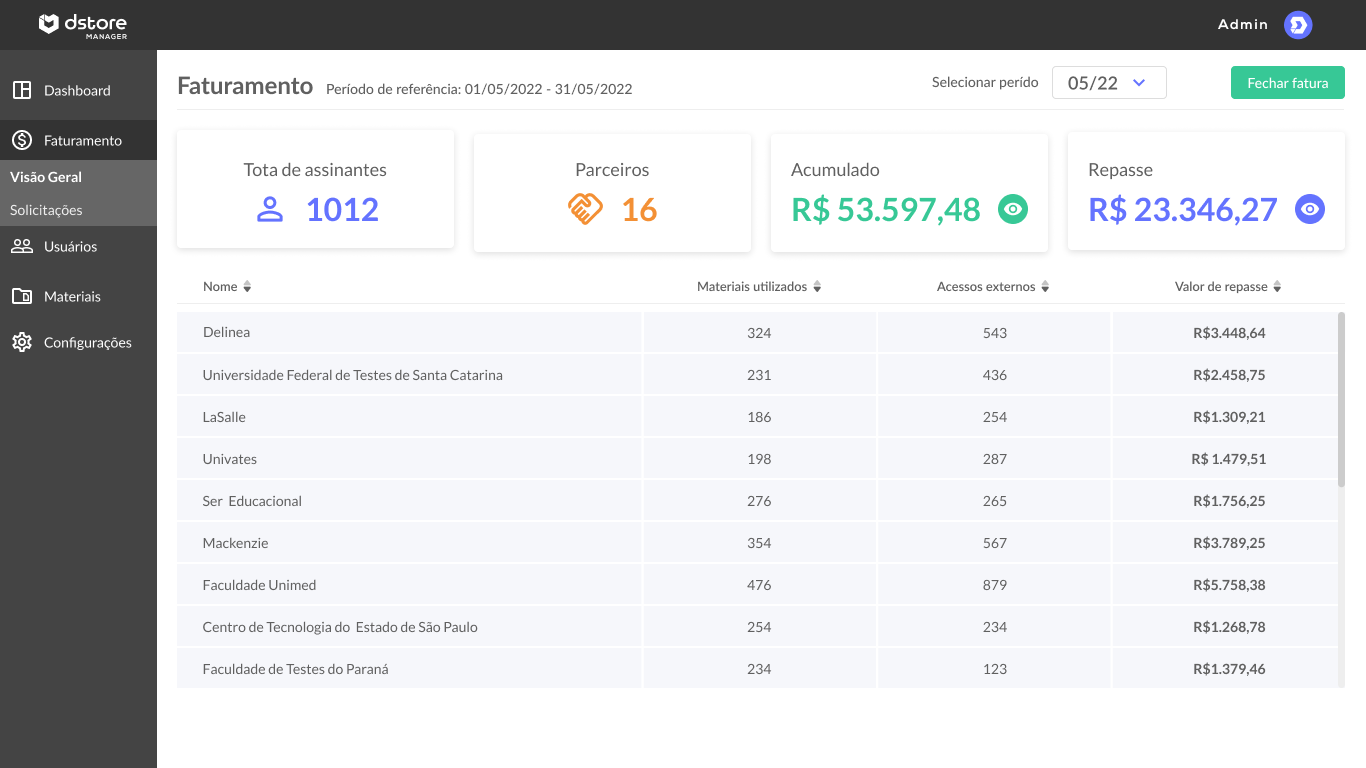 dstore
MANAGER
Admin
Dashboard
Faturamento
Visão Geral
Solicitações
Usuários
Materiais
Configurações
Faturamento Período de referência: 01/05/2022 - 31/05/2022
Selecionar perído 05/22 Fechar fatura
Tota de assinantes
1012
Parceiros
16
Acumulado
R$ 53.597,48
Repasse
R$ 23.346,27
Nome Materiais utilizados Acessos externos Valor de repasse
Delinea 324 543 R$3.448,64
Universidade Federal de Testes de Santa Catarina 231 436 R$2.458,75
LaSalle 186 254 R$1.309,21
Univates 198 287 R$ 1.479,51
Ser  Educacional 276 265 R$1.756,25
Mackenzie 354 567 R$3.789,25
Faculdade Unimed 476 879 R$5.758,38
Centro de Tecnologia do  Estado de São Paulo 254 234 R$1.268,78
Faculdade de Testes do Paraná 234 123 R$1.379,46